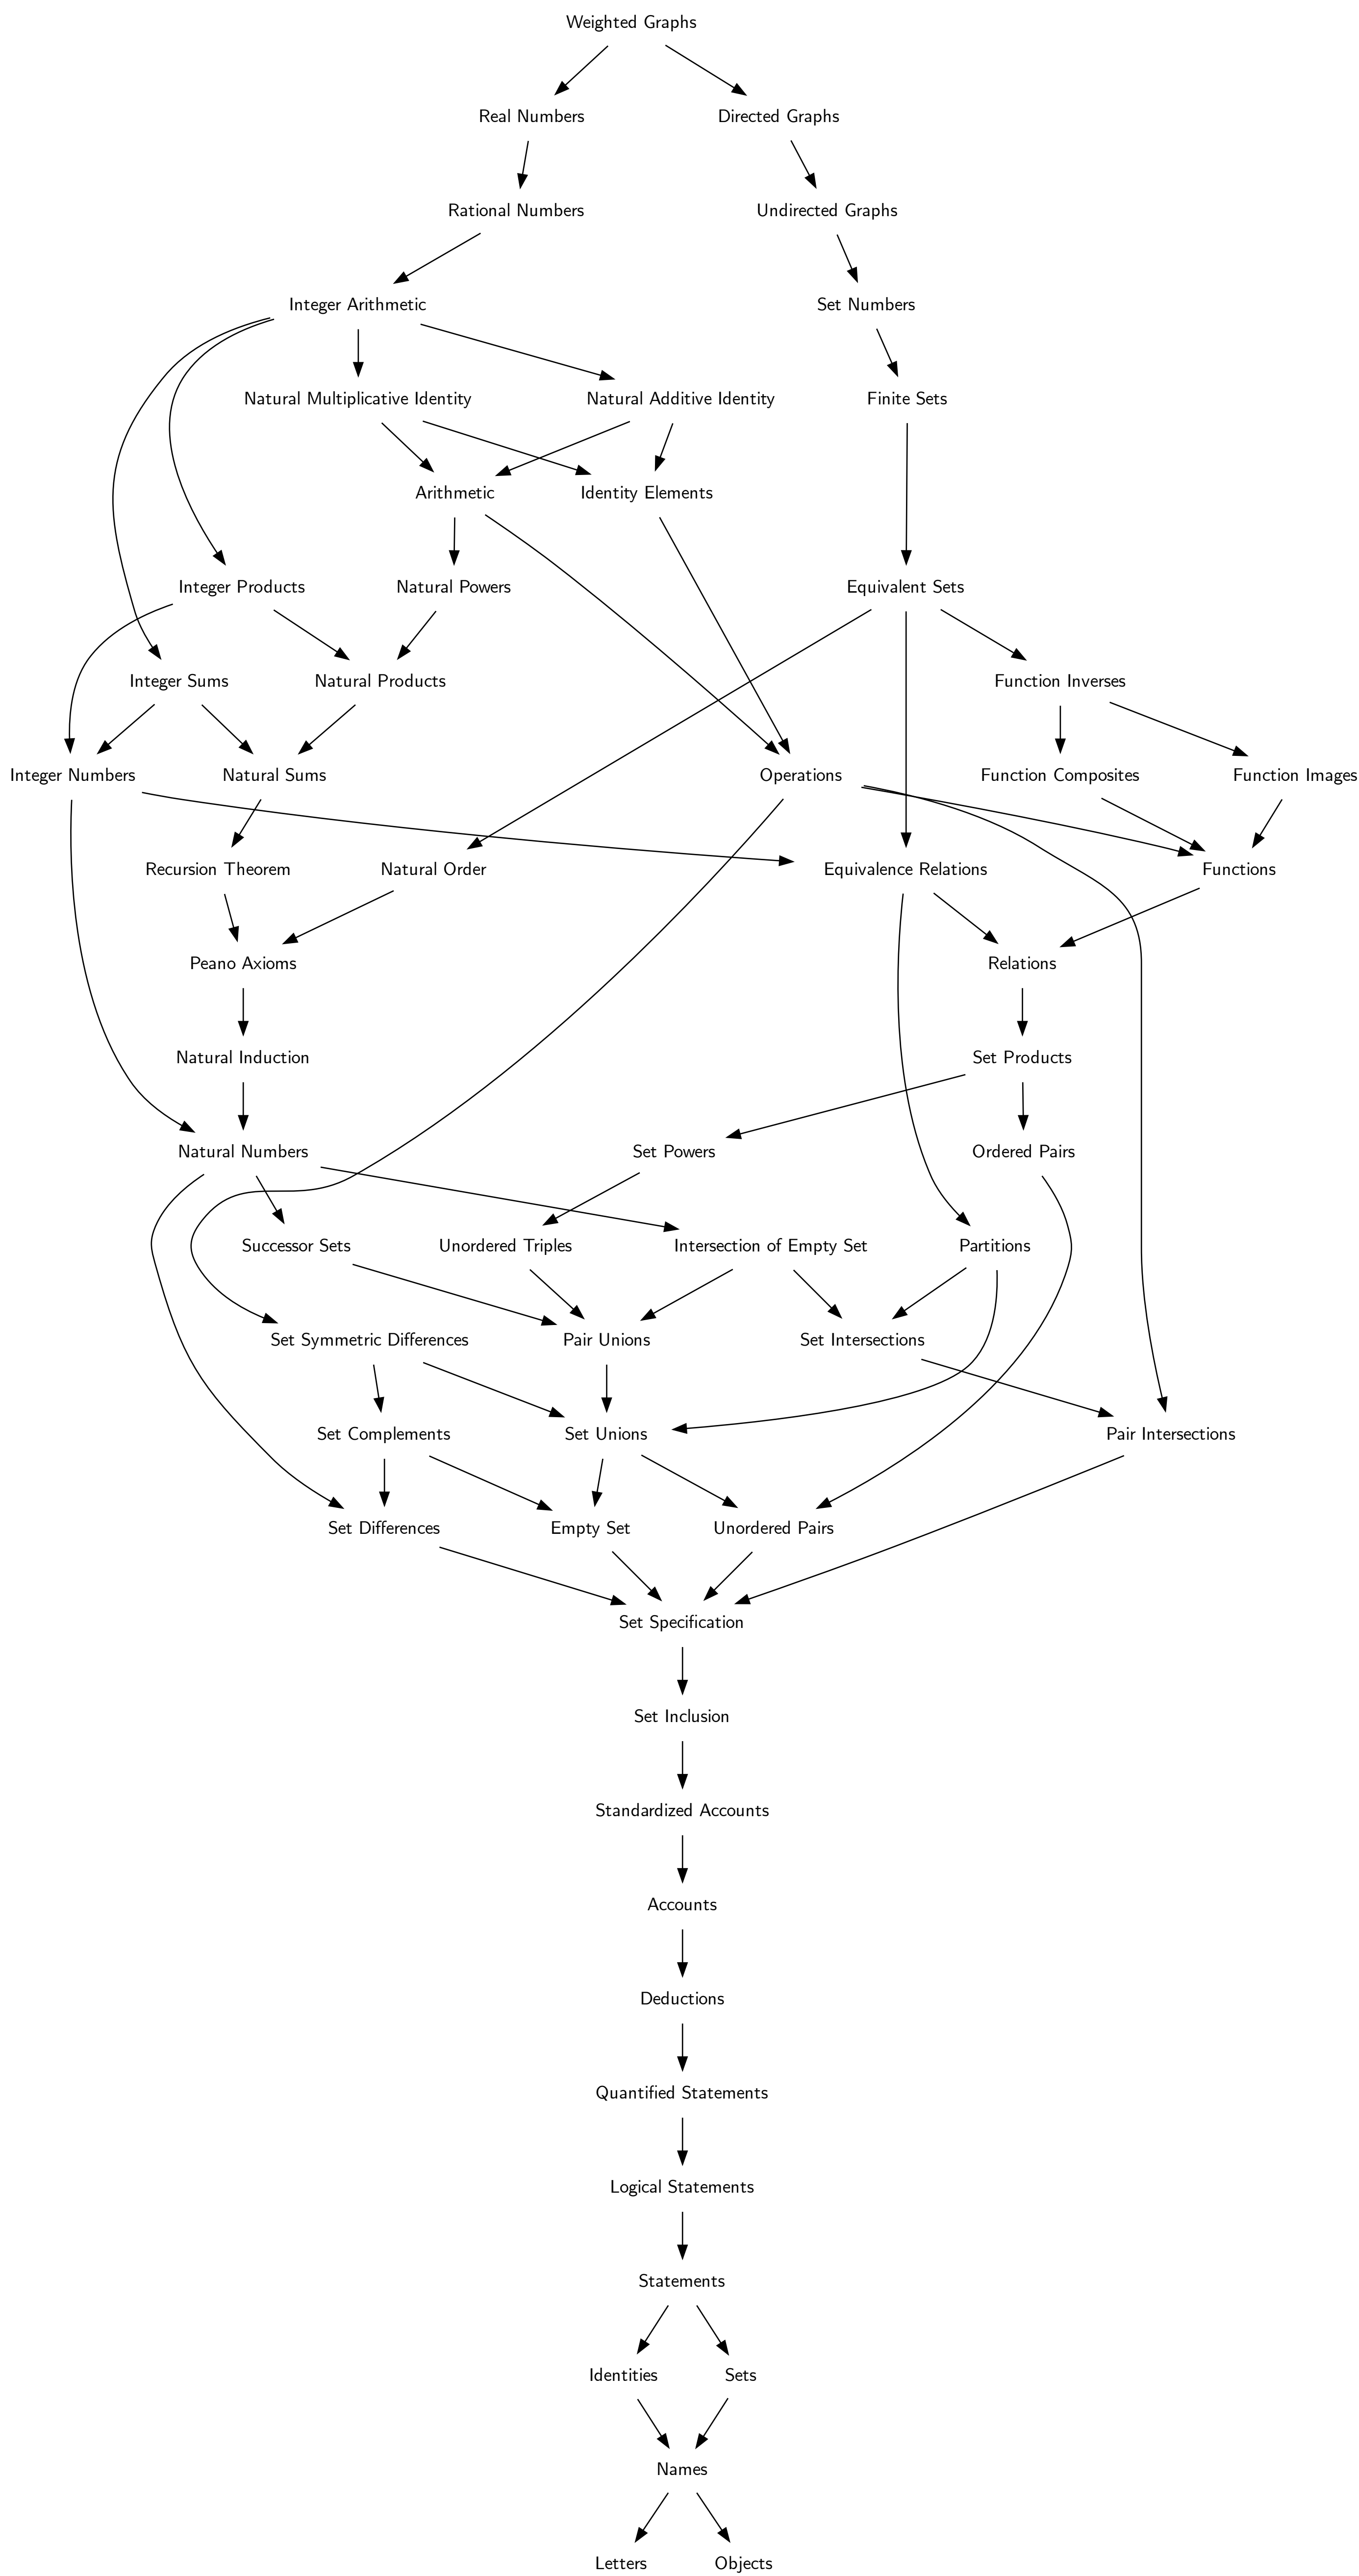 Weighted Graphs
Real Numbers
Directed Graphs
Rational Numbers
Undirected Graphs
Integer Arithmetic
Set Numbers
Natural Multiplicative Identity
Natural Additive Identity
Finite Sets
Arithmetic
Identity Elements
Integer Products
Natural Powers
Equivalent Sets
Integer Sums
Natural Products
Function Inverses
Integer Numbers
Natural Sums
Operations
Function Composites
Function Images
Recursion Theorem
Natural Order
Equivalence Relations
Functions
Peano Axioms
Relations
Natural Induction
Set Products
Natural Numbers
Set Powers
Ordered Pairs
Successor Sets
Unordered Triples
Intersection of Empty Set
Partitions
Set Symmetric Differences
Pair Unions
Set Intersections
Set Complements
Set Unions
Pair Intersections
Set Differences
Empty Set
Unordered Pairs
Set Specification
Set Inclusion
Standardized Accounts
Accounts
Deductions
Quantified Statements
Logical Statements
Statements
Identities
Sets
Names
Letters
Objects